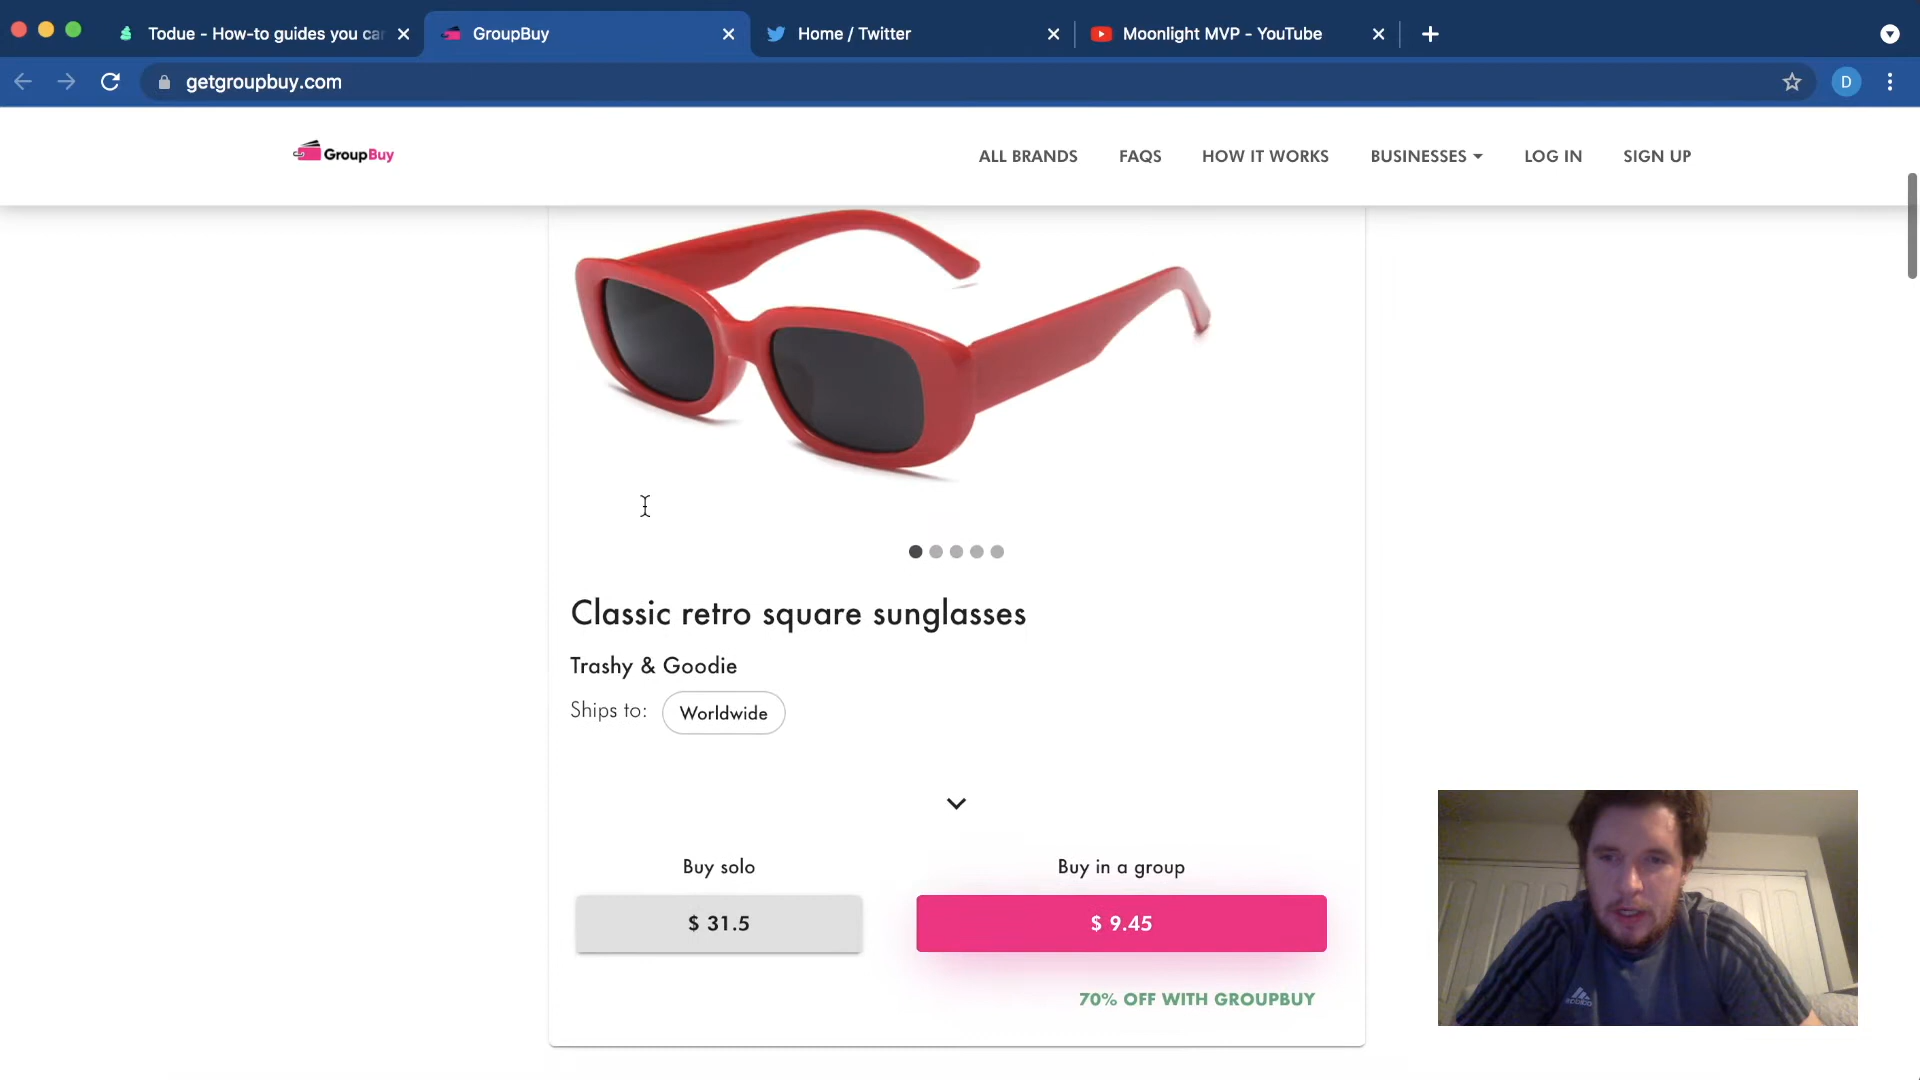 Todue - How-to guides you car
GroupBuy
Home / Twitter
Moonlight MVP - YouTube
getgroupbuy.com
D
GroupBuy
ALL BRANDS
FAQS
HOW IT WORKS
BUSINESSES
LOG IN
SIGN UP
Classic retro square sunglasses
Trashy & Goodie
Ships to: Worldwide
Buy solo
Buy in a group
$ 31.5
$ 9.45
70% OFF WITH GROUPBUY
adidas